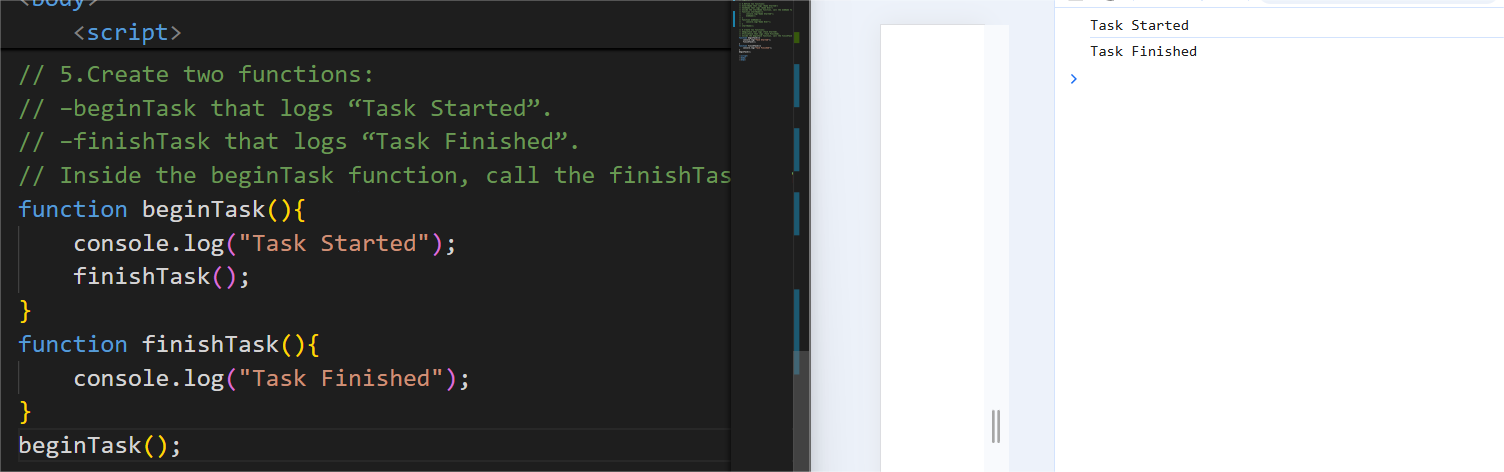 <body>
<script>
// 5.Create two functions:
// –beginTask that logs “Task Started”.
// –finishTask that logs “Task Finished”.
// Inside the beginTask function, call the finishTas
function beginTask(){
console.log("Task Started");
finishTask();
}
function finishTask(){
console.log("Task Finished");
}
beginTask();
Task Started
Task Finished
>